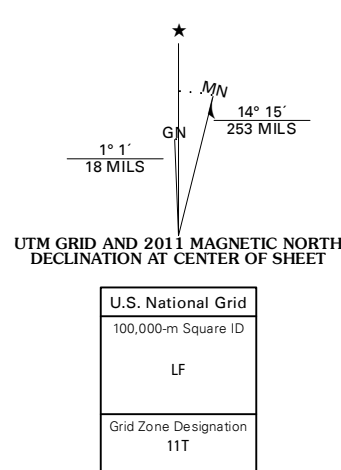 ★
MN
GN
14° 15´
253 MILS
1° 1´
18 MILS
UTM GRID AND 2011 MAGNETIC NORTH
DECLINATION AT CENTER OF SHEET
U.S. National Grid
100,000-m Square ID
LF
Grid Zone Designation
11T